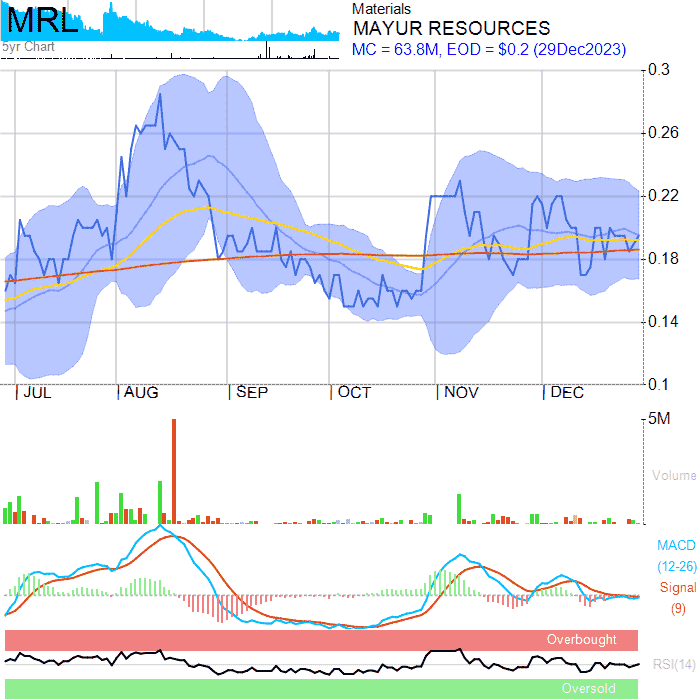 MRL
5yr Chart
Materials
MAYUR RESOURCES
MC = 63.8M, EOD = $0.2 (29Dec2023)
0.3
0.26
0.22
0.18
0.14
0.1
JUL AUG SEP OCT NOV DEC
5M
Volume
MACD
(12-26)
Signal
(9)
Overbought
RSI(14)
Oversold